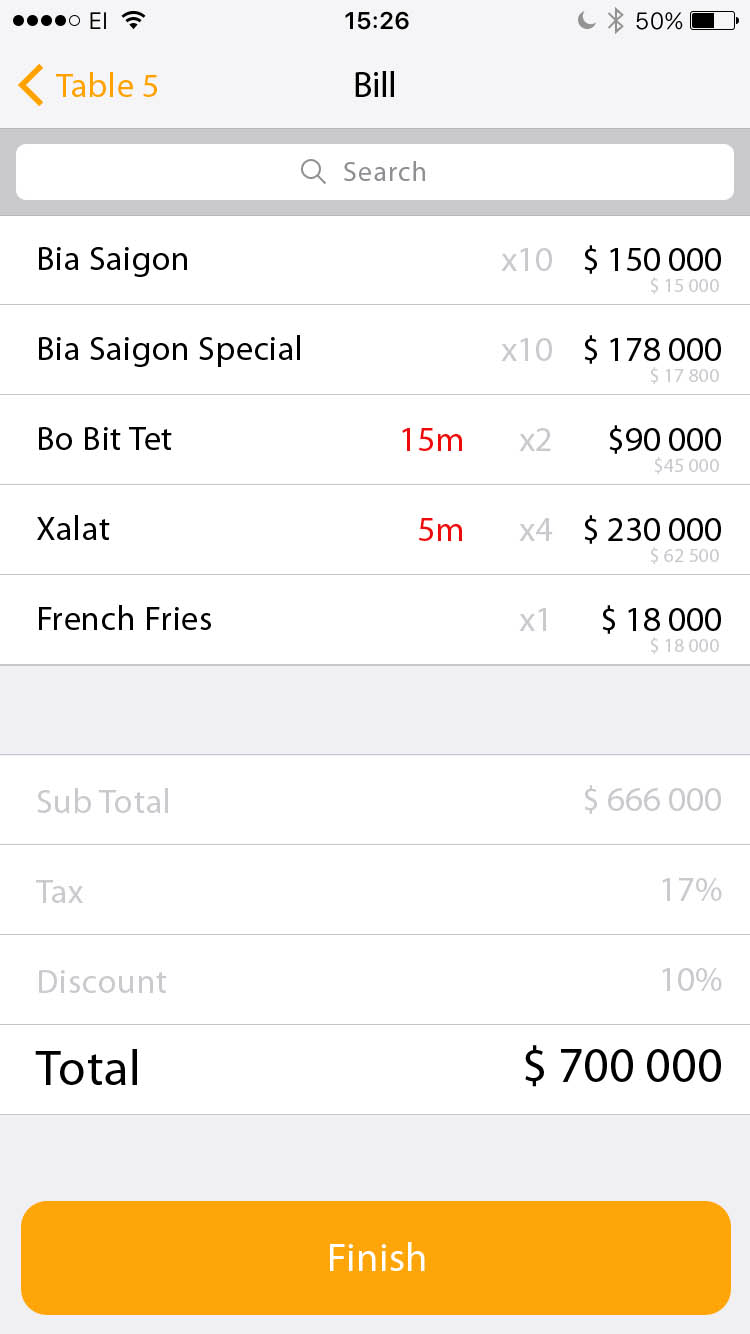 EI 15:26 50%
Table 5 Bill
Search
Bia Saigon x10 $ 150 000
$ 15 000
Bia Saigon Special x10 $ 178 000
$ 17 800
Bo Bit Tet 15m x2 $90 000
$45 000
Xalat 5m x4 $ 230 000
$ 62 500
French Fries x1 $ 18 000
$ 18 000
Sub Total $ 666 000
Tax 17%
Discount 10%
Total $ 700 000
Finish